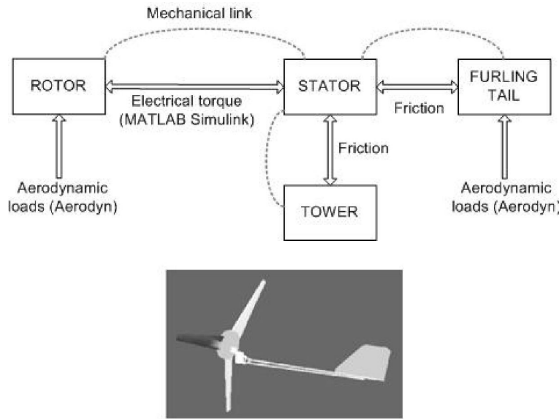 Mechanical link
ROTOR
Electrical torque
(MATLAB Simulink)
STATOR
Friction
FURLING
TAIL
Friction
Aerodynamic
loads (Aerodyn)
TOWER
Aerodynamic
loads (Aerodyn)